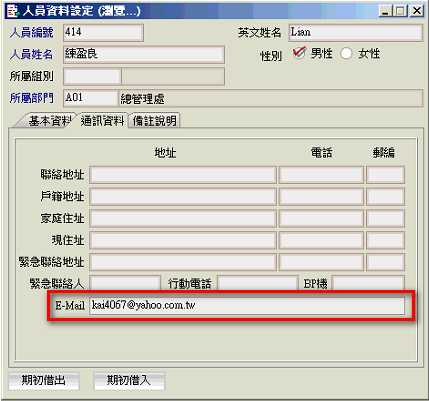 人員資料設定 (瀏覽...)
人員編號 414 英文姓名 Lian
人員姓名 練盈良 性別 男性 女性
所屬組別
所屬部門 A01 總管理處
基本資料 通訊資料 備註說明
地址 電話 郵編
聯絡地址
戶籍地址
家庭住址
現住址
緊急聯絡地址
緊急聯絡人 行動電話 BP機
E-Mail kai4067@yahoo.com.tw
期初借出 期初借入